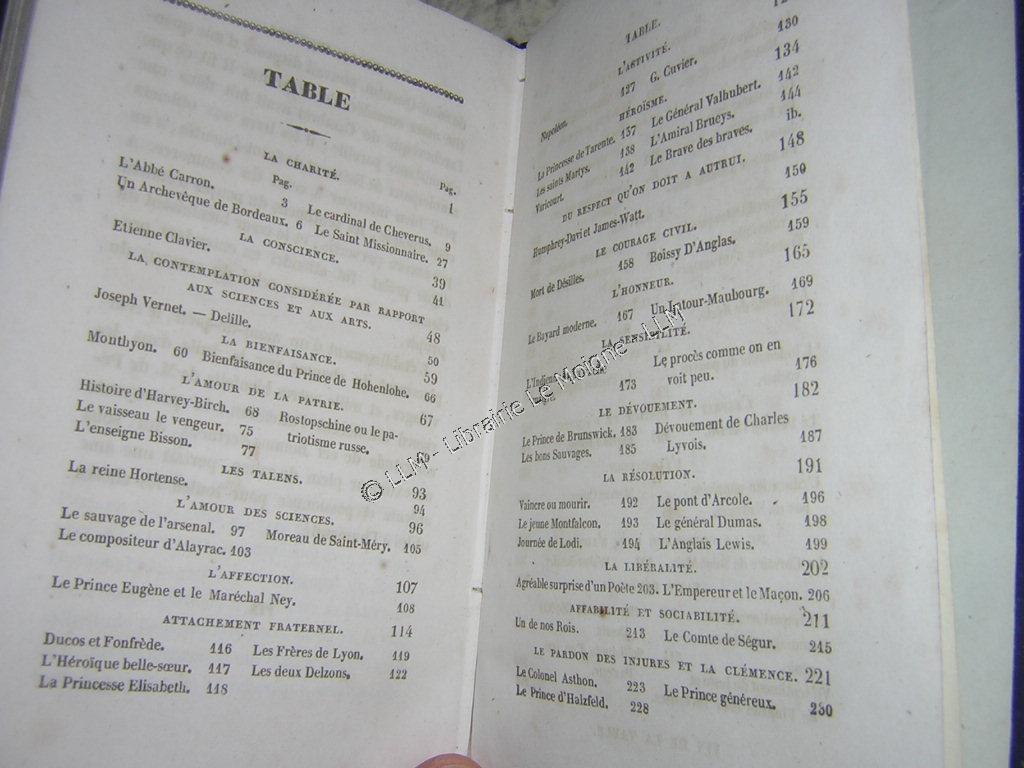 TABLE
LA CHARITÉ.
Pag. Pag.
1
L'Abbé Carron. 3 Le cardinal de Cheverus. 9
Un Archevêque de Bordeaux. 6 Le Saint Missionnaire. 27
LA CONSCIENCE. 39
Etienne Clavier. 41
LA CONTEMPLATION CONSIDÉRÉE PAR RAPPORT
AUX SCIENCES ET AUX ARTS. 48
Joseph Vernet. — Delille. 50
LA BIENFAISANCE. 59
Monthyon. 60 Bienfaisance du Prince de Hohenlohe. 66
L'AMOUR DE LA PATRIE. 67
Histoire d'Harvey-Birch. 68 Rostopschine ou le pa-
Le vaisseau le vengeur. 75 triotisme russe. 69
L'enseigne Bisson. 77
LES TALENS. 93
La reine Hortense. 94
L'AMOUR DES SCIENCES. 96
Le sauvage de l'arsenal. 97 Moreau de Saint-Méry. 105
Le compositeur d'Alayrac. 103
L'AFFECTION. 107
Le Prince Eugène et le Maréchal Ney. 108
ATTACHEMENT FRATERNEL. 114
Ducos et Fonfrède. 116 Les Frères de Lyon. 119
L'Héroïque belle-sœur. 117 Les deux Delzons. 122
La Princesse Elisabeth. 118
TABLE.
L'ACTIVITÉ.
Napoléon. 127 G. Cuvier. 130
HÉROÏSME. 134
La Princesse de Tarente. 137 Le Général Valhubert. 142
Les saints Martys. 138 L'Amiral Brueys. 144
Varicourt. 142 Le Brave des braves. ib.
DU RESPECT QU'ON DOIT A AUTRUI. 148
Humphrey-Davi et James-Watt. 150
LE COURAGE CIVIL. 155
Mort de Désilles. 158 Boissy D'Anglas. 159
L'HONNEUR. 165
Le Bayard moderne. 167 Un latour-Maubourg. 169
LA SENSIBILITÉ. 172
L'Indien Le procès comme on en
173 voit peu. 176
LE DÉVOUEMENT. 182
Le Prince de Brunswick. 183 Dévouement de Charles
Les bons Sauvages. 185 Lyvois. 187
LA RÉSOLUTION. 191
Vaincre ou mourir. 192 Le pont d'Arcole. 196
Le jeune Montfalcon. 193 Le général Dumas. 198
Journée de Lodi. 194 L'Anglais Lewis. 199
LA LIBÉRALITÉ. 202
Agréable surprise d'un Poète 203. L'Empereur et le Maçon. 206
AFFABILITÉ ET SOCIABILITÉ. 211
Un de nos Rois. 213 Le Comte de Ségur. 215
LE PARDON DES INJURES ET LA CLÉMENCE. 221
Le Colonel Asthon. 223 Le Prince généreux. 230
Le Prince d'Halzfeld. 228
© LLM - Librairie Le Moigne - LLM